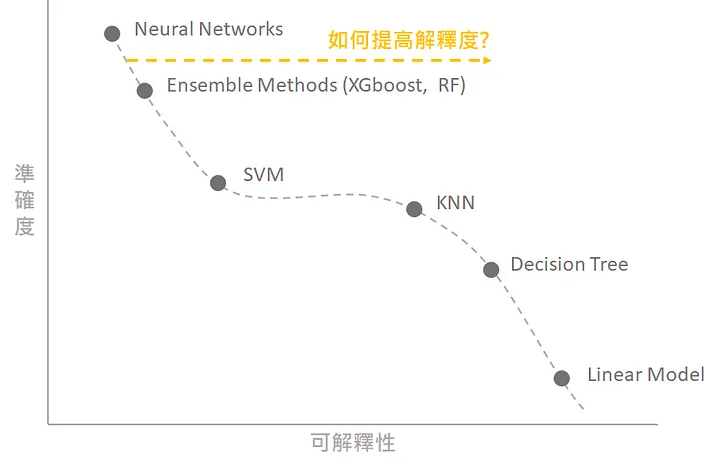 Neural Networks
如何提高解釋度?
Ensemble Methods (XGboost, RF)
SVM
準確度
KNN
Decision Tree
Linear Model
可解釋性